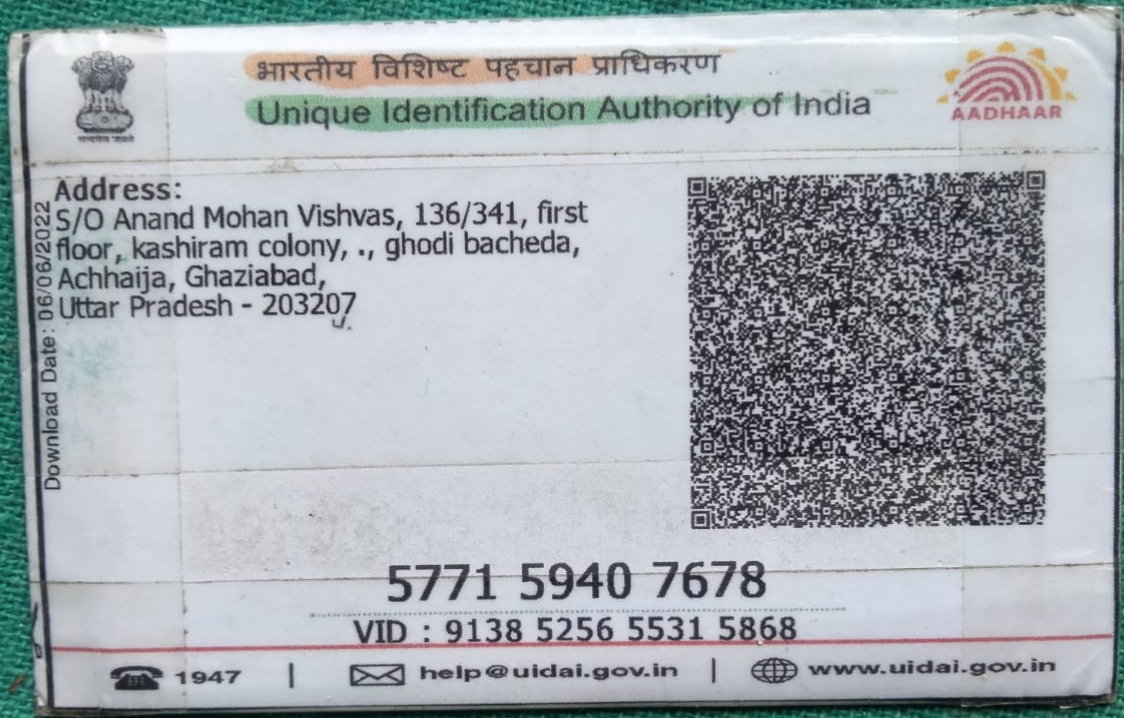 भारतीय विशिष्ट पहचान प्राधिकरण
Unique Identification Authority of India
AADHAAR
Address:
S/O Anand Mohan Vishvas, 136/341, first
floor, kashiram colony, ., ghodi bacheda,
Achhaija, Ghaziabad,
Uttar Pradesh - 203207
Download Date: 06/06/2022
5771 5940 7678
VID : 9138 5256 5531 5868
1947 | help@uidai.gov.in | www.uidai.gov.in